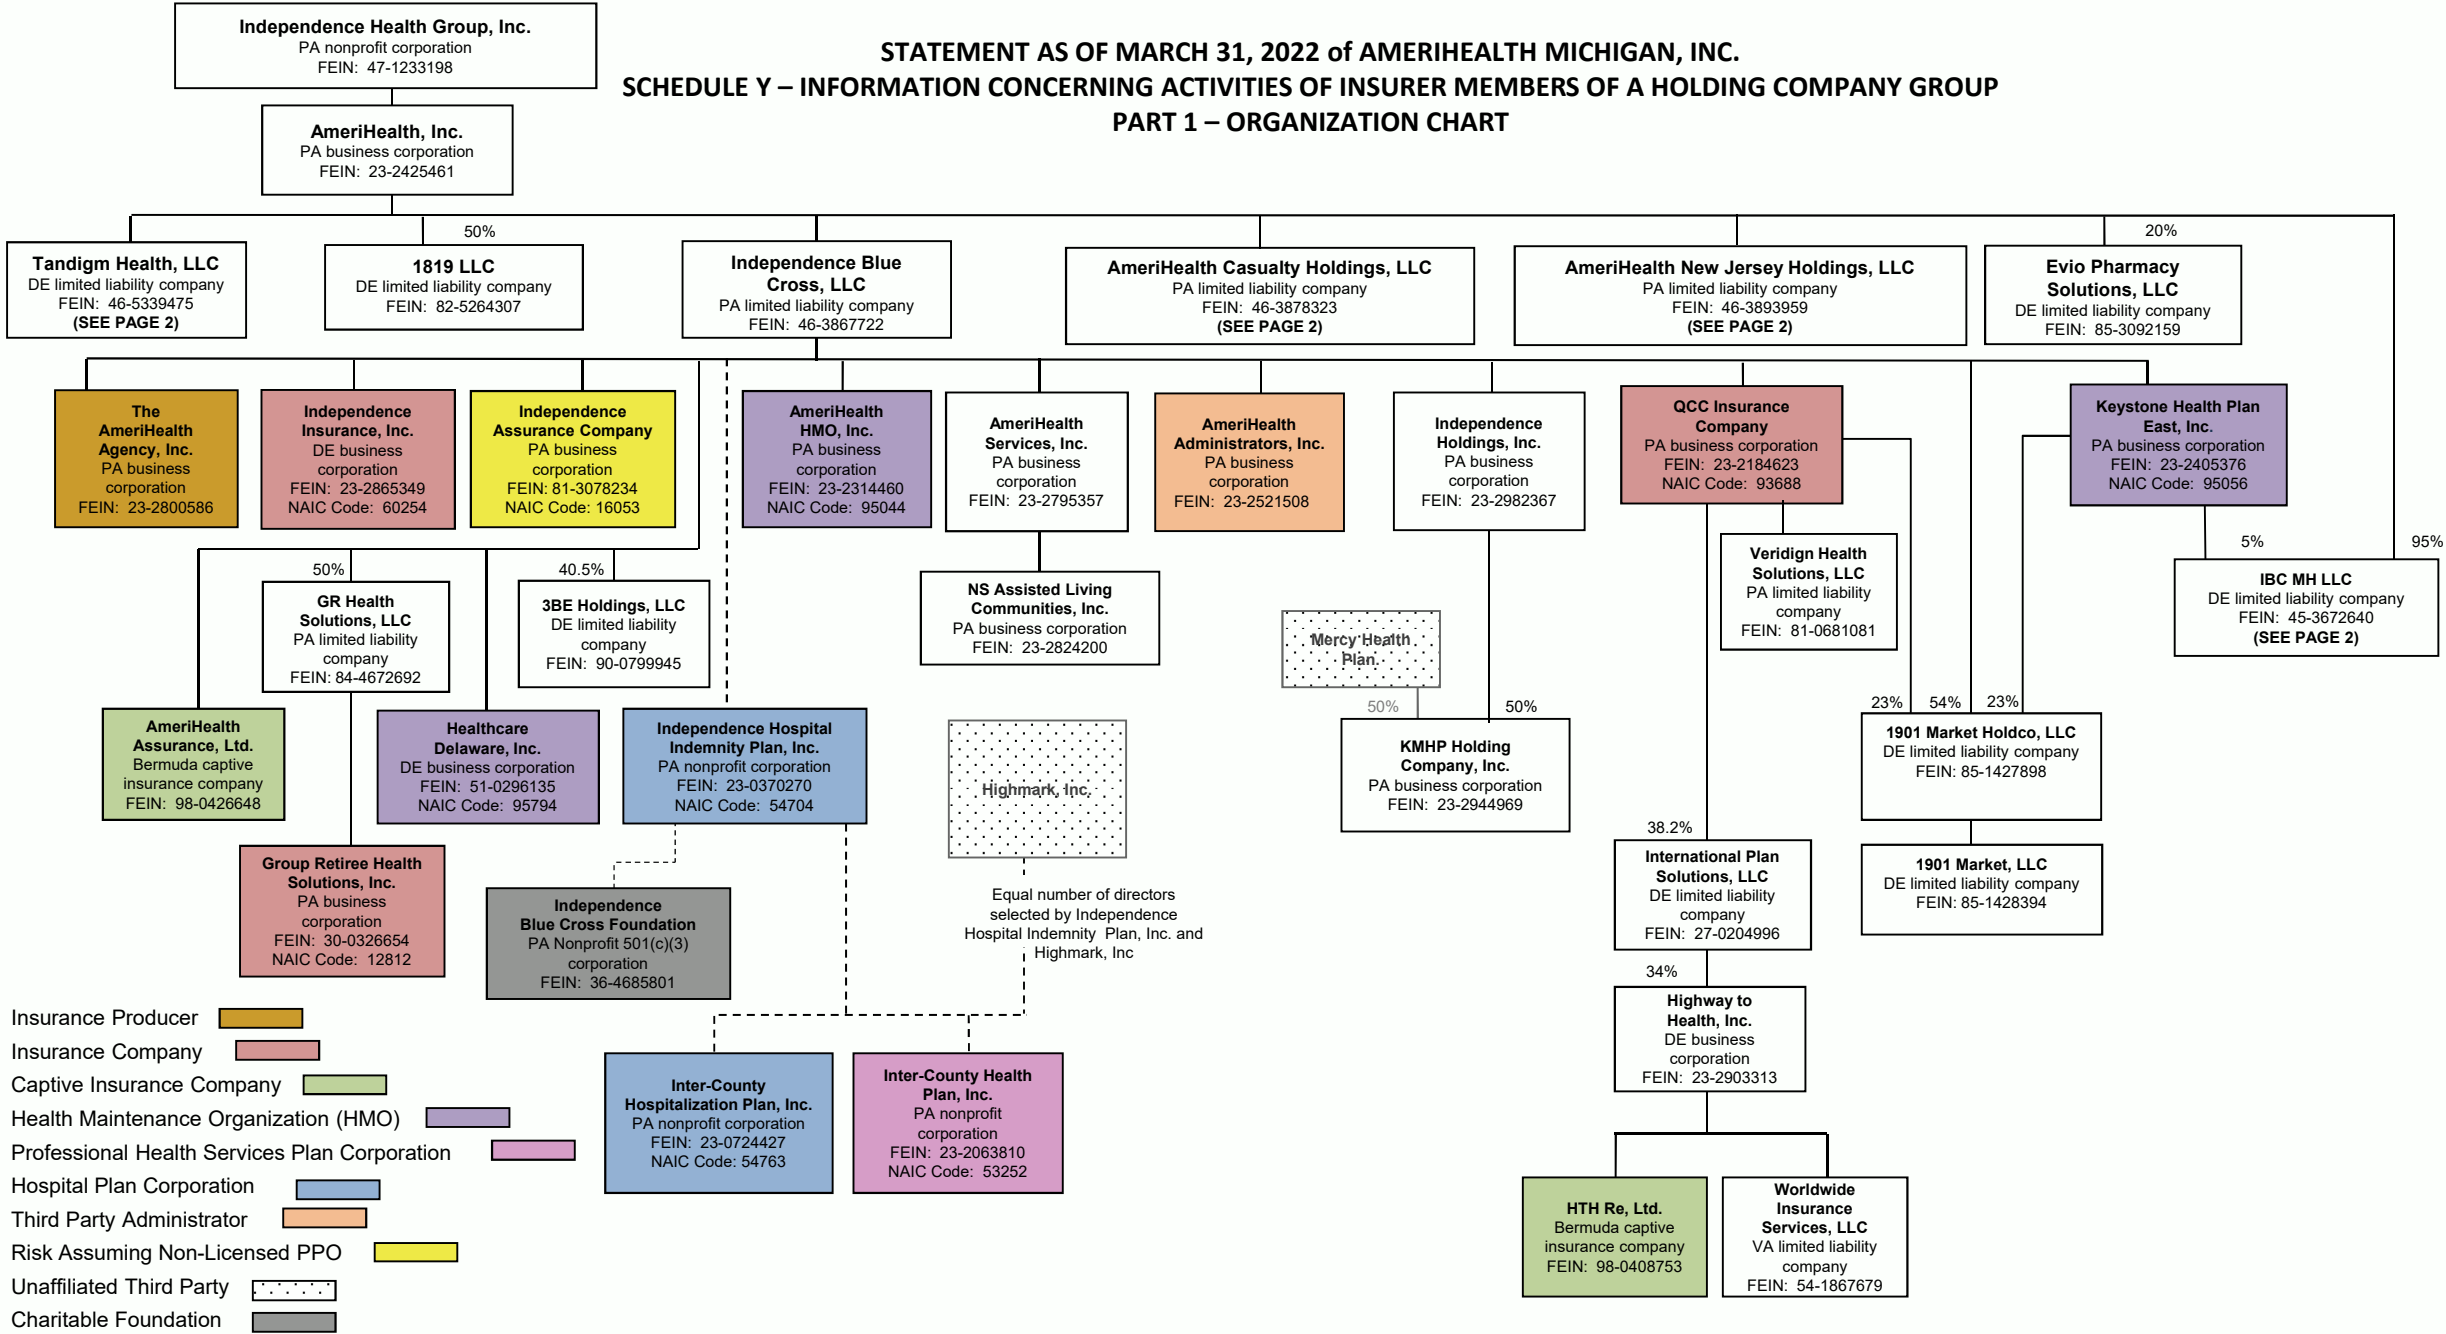 Independence Health Group, Inc.
PA nonprofit corporation
FEIN: 47-1233198
STATEMENT AS OF MARCH 31, 2022 of AMERIHEALTH MICHIGAN, INC.
SCHEDULE Y – INFORMATION CONCERNING ACTIVITIES OF INSURER MEMBERS OF A HOLDING COMPANY GROUP
PART 1 – ORGANIZATION CHART
AmeriHealth, Inc.
PA business corporation
FEIN: 23-2425461
Tandigm Health, LLC
DE limited liability company
FEIN: 46-5339475
(SEE PAGE 2)
50%
1819 LLC
DE limited liability company
FEIN: 82-5264307
Independence Blue
Cross, LLC
PA limited liability company
FEIN: 46-3867722
AmeriHealth Casualty Holdings, LLC
PA limited liability company
FEIN: 46-3878323
(SEE PAGE 2)
AmeriHealth New Jersey Holdings, LLC
PA limited liability company
FEIN: 46-3893959
(SEE PAGE 2)
20%
Evio Pharmacy
Solutions, LLC
DE limited liability company
FEIN: 85-3092159
The
AmeriHealth
Agency, Inc.
PA business
corporation
FEIN: 23-2800586
Independence
Insurance, Inc.
DE business
corporation
FEIN: 23-2865349
NAIC Code: 60254
Independence
Assurance Company
PA business
corporation
FEIN: 81-3078234
NAIC Code: 16053
AmeriHealth
HMO, Inc.
PA business
corporation
FEIN: 23-2314460
NAIC Code: 95044
AmeriHealth
Services, Inc.
PA business
corporation
FEIN: 23-2795357
AmeriHealth
Administrators, Inc.
PA business
corporation
FEIN: 23-2521508
Independence
Holdings, Inc.
PA business
corporation
FEIN: 23-2982367
QCC Insurance
Company
PA business corporation
FEIN: 23-2184623
NAIC Code: 93688
Keystone Health Plan
East, Inc.
PA business corporation
FEIN: 23-2405376
NAIC Code: 95056
50%
GR Health
Solutions, LLC
PA limited liability
company
FEIN: 84-4672692
40.5%
3BE Holdings, LLC
DE limited liability
company
FEIN: 90-0799945
NS Assisted Living
Communities, Inc.
PA business corporation
FEIN: 23-2824200
Mercy Health
Plan.
50%
50%
Veridign Health
Solutions, LLC
PA limited liability
company
FEIN: 81-0681081
5%
95%
IBC MH LLC
DE limited liability company
FEIN: 45-3672640
(SEE PAGE 2)
AmeriHealth
Assurance, Ltd.
Bermuda captive
insurance company
FEIN: 98-0426648
Healthcare
Delaware, Inc.
DE business corporation
FEIN: 51-0296135
NAIC Code: 95794
Independence Hospital
Indemnity Plan, Inc.
PA nonprofit corporation
FEIN: 23-0370270
NAIC Code: 54704
Highmark, Inc.
KMHP Holding
Company, Inc.
PA business corporation
FEIN: 23-2944969
23%
54%
23%
1901 Market Holdco, LLC
DE limited liability company
FEIN: 85-1427898
Group Retiree Health
Solutions, Inc.
PA business
corporation
FEIN: 30-0326654
NAIC Code: 12812
Independence
Blue Cross Foundation
PA Nonprofit 501(c)(3)
corporation
FEIN: 36-4685801
Equal number of directors
selected by Independence
Hospital Indemnity Plan, Inc. and
Highmark, Inc
38.2%
International Plan
Solutions, LLC
DE limited liability
company
FEIN: 27-0204996
1901 Market, LLC
DE limited liability company
FEIN: 85-1428394
34%
Highway to
Health, Inc.
DE business
corporation
FEIN: 23-2903313
Inter-County
Hospitalization Plan, Inc.
PA nonprofit corporation
FEIN: 23-0724427
NAIC Code: 54763
Inter-County Health
Plan, Inc.
PA nonprofit
corporation
FEIN: 23-2063810
NAIC Code: 53252
HTH Re, Ltd.
Bermuda captive
insurance company
FEIN: 98-0408753
Worldwide
Insurance
Services, LLC
VA limited liability
company
FEIN: 54-1867679
Insurance Producer
Insurance Company
Captive Insurance Company
Health Maintenance Organization (HMO)
Professional Health Services Plan Corporation
Hospital Plan Corporation
Third Party Administrator
Risk Assuming Non-Licensed PPO
Unaffiliated Third Party
Charitable Foundation